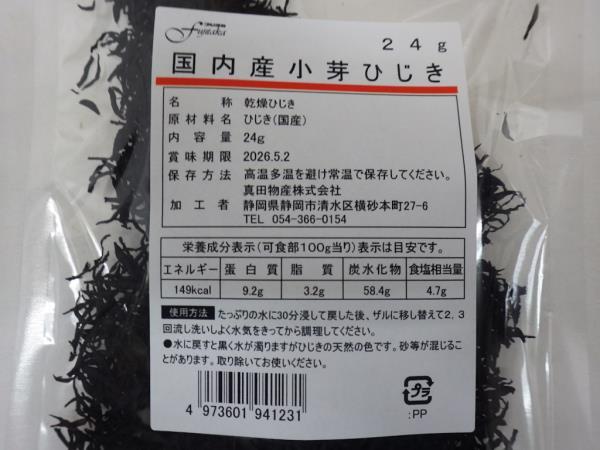 Fujitaka
24g
国内産小芽ひじき
名 称 乾燥ひじき
原材料名 ひじき(国産)
内容量 24g
賞味期限 2026.5.2
保存方法 高温多湿を避け常温で保存してください。
真田物産株式会社
加工者 静岡県静岡市清水区横砂本町27-6
TEL 054-366-0154
栄養成分表示(可食部100g当り)表示は目安です。
エネルギー 蛋白質 脂質 炭水化物 食塩相当量
149kcal 9.2g 3.2g 58.4g 4.7g
使用方法 たっぷりの水に30分浸して戻した後、ザルに移し替えて2,3
回流し洗いしよく水気をきってから調理してください。
●水に戻すと黒く水が濁りますがひじきの天然の色です。砂等が混じるこ
とがあります。取り除いてお使いください。
4 973601 941231
プラ
:PP